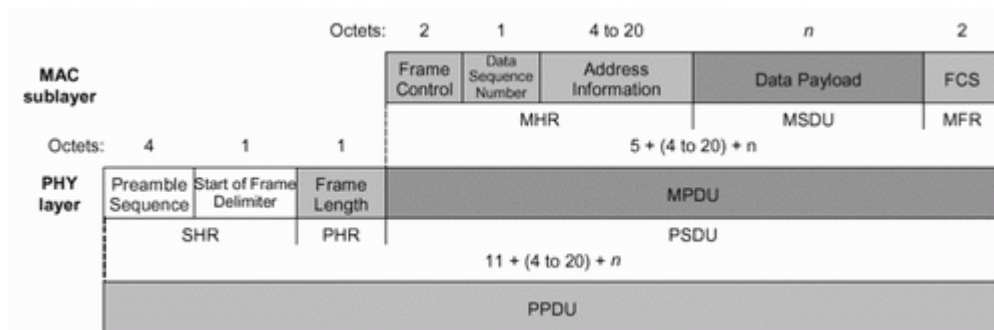 Octets: 2 1 4 to 20 n 2
MAC sublayer
Frame Control
Data Sequence Number
Address Information
Data Payload
FCS
MHR MSDU MFR
Octets: 4 1 1 5 + (4 to 20) + n
PHY layer
Preamble Sequence
Start of Frame Delimiter
Frame Length
MPDU
SHR PHR PSDU
11 + (4 to 20) + n
PPDU